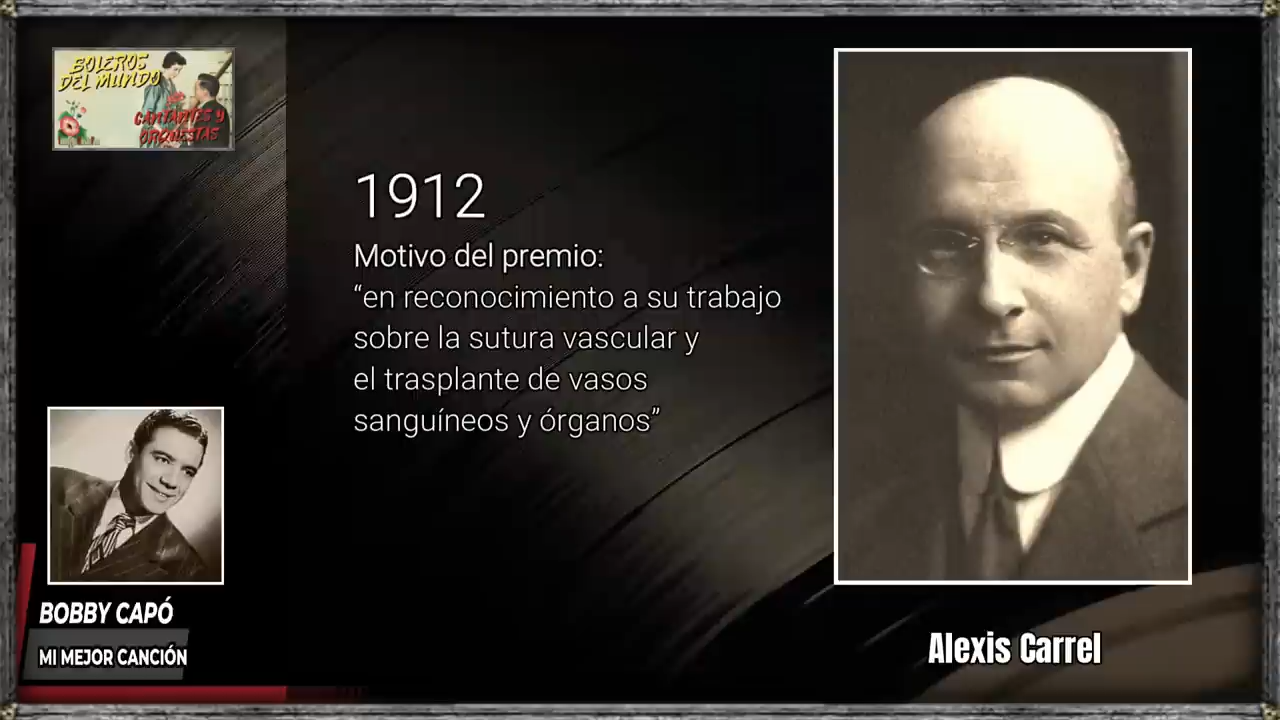 BOLEROS
DEL MUNDO
CANTANTES Y
ORQUESTAS
1912
Motivo del premio:
“en reconocimiento a su trabajo
sobre la sutura vascular y
el trasplante de vasos
sanguíneos y órganos”
BOBBY CAPÓ
MI MEJOR CANCIÓN
Alexis Carrel